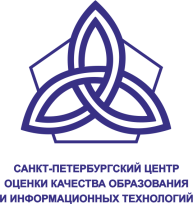 САНКТ-ПЕТЕРБУРГСКИЙ ЦЕНТР
ОЦЕНКИ КАЧЕСТВА ОБРАЗОВАНИЯ
И ИНФОРМАЦИОННЫХ ТЕХНОЛОГИЙ